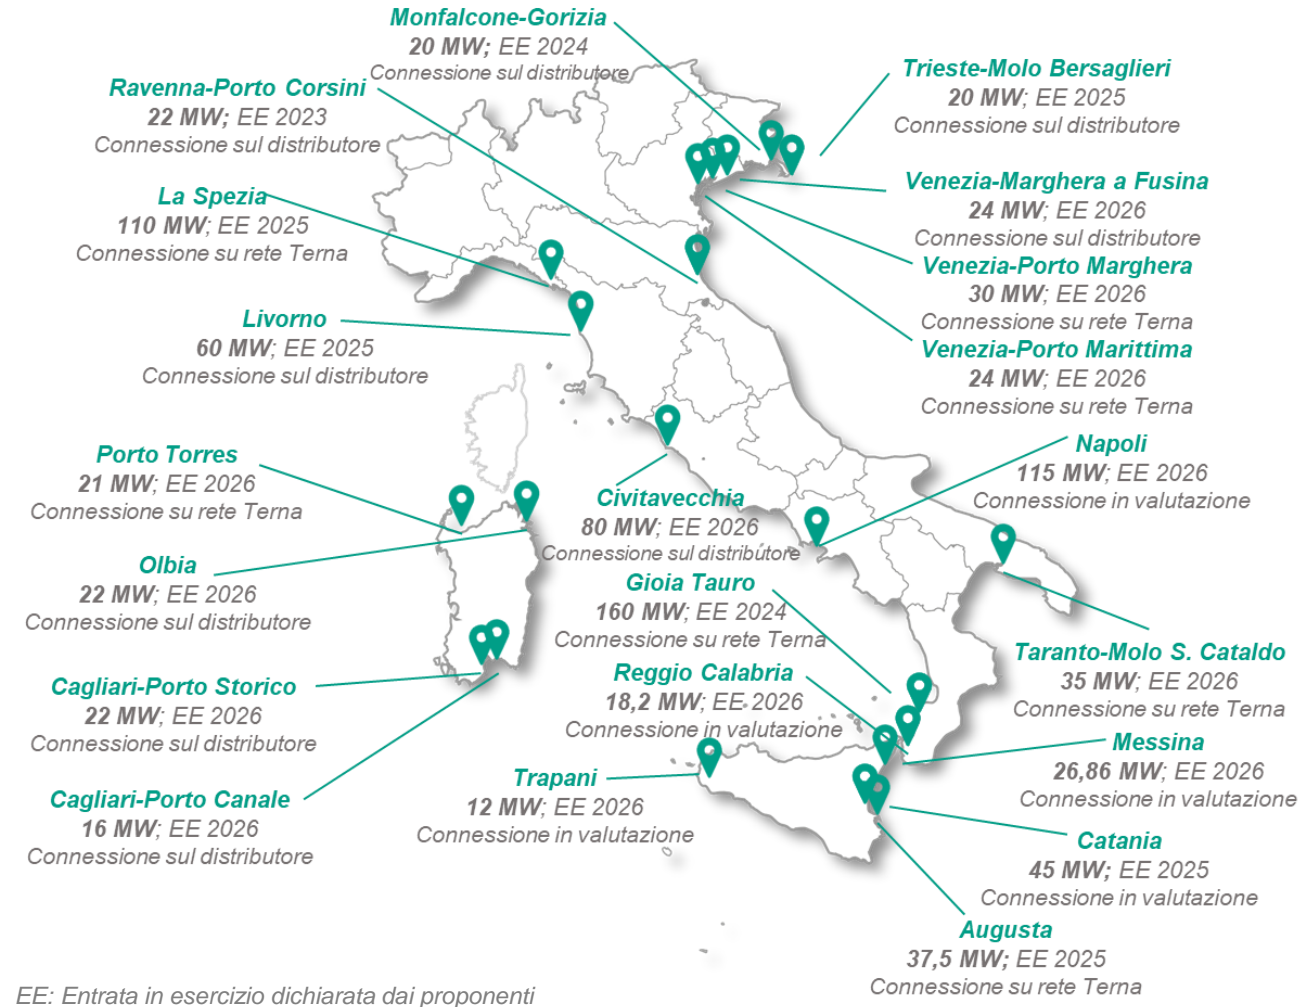 Monfalcone-Gorizia
20 MW; EE 2024
Connessione sul distributore
Ravenna-Porto Corsini
22 MW; EE 2023
Connessione sul distributore
La Spezia
110 MW; EE 2025
Connessione su rete Terna
Livorno
60 MW; EE 2025
Connessione sul distributore
Porto Torres
21 MW; EE 2026
Connessione su rete Terna
Olbia
22 MW; EE 2026
Connessione sul distributore
Cagliari-Porto Storico
22 MW; EE 2026
Connessione sul distributore
Cagliari-Porto Canale
16 MW; EE 2026
Connessione sul distributore
Trieste-Molo Bersaglieri
20 MW; EE 2025
Connessione sul distributore
Venezia-Marghera a Fusina
24 MW; EE 2026
Connessione sul distributore
Venezia-Porto Marghera
30 MW; EE 2026
Connessione su rete Terna
Venezia-Porto Marittima
24 MW; EE 2026
Connessione su rete Terna
Napoli
115 MW; EE 2026
Connessione in valutazione
Civitavecchia
80 MW; EE 2026
Connessione sul distributore
Gioia Tauro
160 MW; EE 2024
Connessione su rete Terna
Reggio Calabria
18,2 MW; EE 2026
Connessione in valutazione
Trapani
12 MW; EE 2026
Connessione in valutazione
Taranto-Molo S. Cataldo
35 MW; EE 2026
Connessione su rete Terna
Messina
26,86 MW; EE 2026
Connessione in valutazione
Catania
45 MW; EE 2025
Connessione in valutazione
Augusta
37,5 MW; EE 2025
Connessione su rete Terna
EE: Entrata in esercizio dichiarata dai proponenti